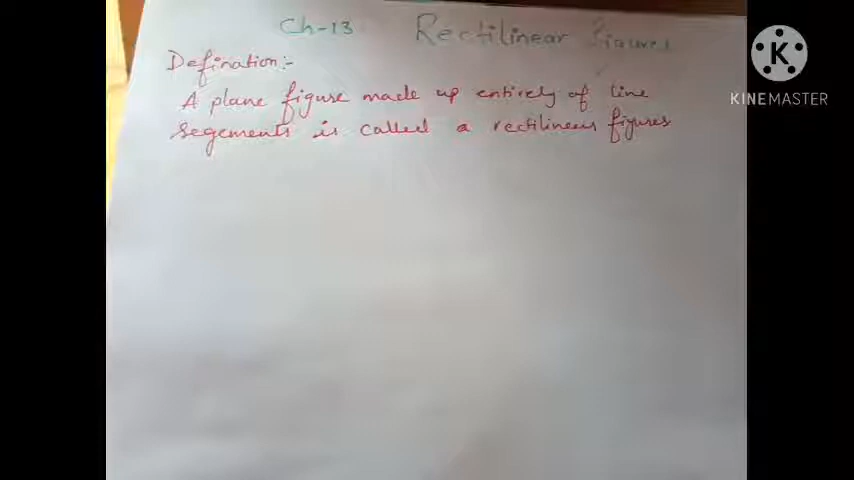 Ch-13 Rectilinear figures
Defination:-
A plane figure made up entirely of line
segements is called a rectilinear figures
KINEMASTER